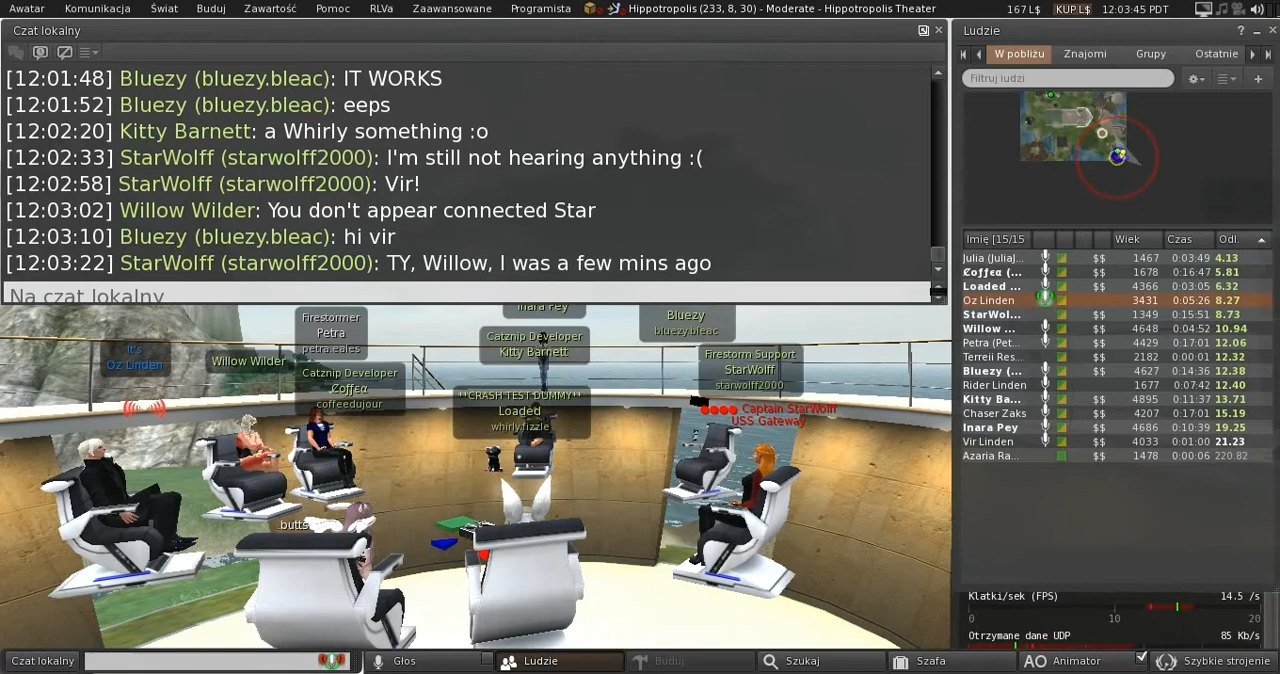 Awatar Komunikacja Świat Buduj Zawartość Pomoc RLVa Zaawansowane Programista Hippotropolis (233, 8, 30) - Moderate - Hippotropolis Theater 167 L$ KUP L$ 12:03:45 PDT
Czat lokalny
[12:01:48] Bluezy (bluezy.bleac): IT WORKS
[12:01:52] Bluezy (bluezy.bleac): eeps
[12:02:20] Kitty Barnett: a Whirly something :o
[12:02:33] StarWolff (starwolff2000): I'm still not hearing anything :(
[12:02:58] StarWolff (starwolff2000): Vir!
[12:03:02] Willow Wilder: You don't appear connected Star
[12:03:10] Bluezy (bluezy.bleac): hi vir
[12:03:22] StarWolff (starwolff2000): TY, Willow, I was a few mins ago
Na czat lokalny
Inara Pey
Firestormer
Petra
petra.eales
Bluezy
bluezy.bleac
It's
Oz Linden
Willow Wilder
Catznip Developer
Kitty Barnett
Catznip Developer
Coffee
coffeedujour
Firestorm Support
StarWolff
starwolff2000
**CRASH TEST DUMMY**
Loaded
whirly.fizzle
Captain StarWolff
USS Gateway
butts
Ludzie
W pobliżu Znajomi Grupy Ostatnie
Filtruj ludzi
Imię [15/15 Wiek Czas Odl.
Julia (JuliaJ... $$ 1467 0:03:49 4.13
Coffee (... $$ 1678 0:16:47 5.81
Loaded ... $$ 4366 0:03:05 6.32
Oz Linden 3431 0:05:26 8.27
StarWol... $$ 1349 0:15:51 8.73
Willow ... $$ 4648 0:04:52 10.94
Petra (Pet... $$ 4429 0:17:01 12.06
Terreii Res... $$ 2182 0:00:01 12.32
Bluezy (... $$ 4627 0:14:36 12.38
Rider Linden $$ 1677 0:07:42 12.40
Kitty Ba... $$ 4895 0:11:37 13.71
Chaser Zaks $$ 4207 0:17:01 15.19
Inara Pey $$ 4686 0:10:39 19.25
Vir Linden $$ 4033 0:01:00 21.23
Azaria Ra... $$ 1478 0:00:06 220.82
Klatki/sek (FPS) 14.5 /s
0 10 20
Otrzymane dane UDP 85 Kb/s
Czat lokalny Głos Ludzie Buduj Szukaj Szafa AO Animator Szybkie strojenie